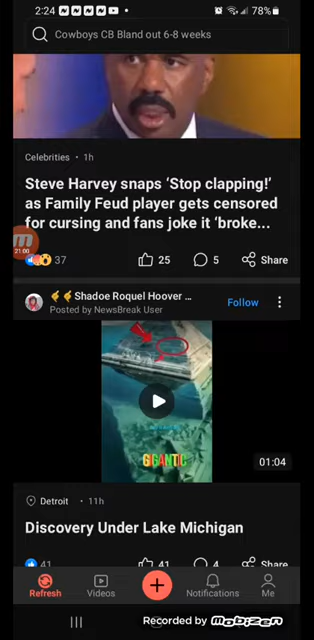 2:24 N N N N 78%
Cowboys CB Bland out 6-8 weeks
Celebrities • 1h
Steve Harvey snaps ‘Stop clapping!’
as Family Feud player gets censored
for cursing and fans joke it ‘broke...
21:00
37 25 5 Share
Shadoe Roquel Hoover ...
Posted by NewsBreak User
Follow
GIGANTIC
01:04
Detroit • 11h
Discovery Under Lake Michigan
41 41 4 Share
Refresh Videos Notifications Me
Recorded by Mobizen